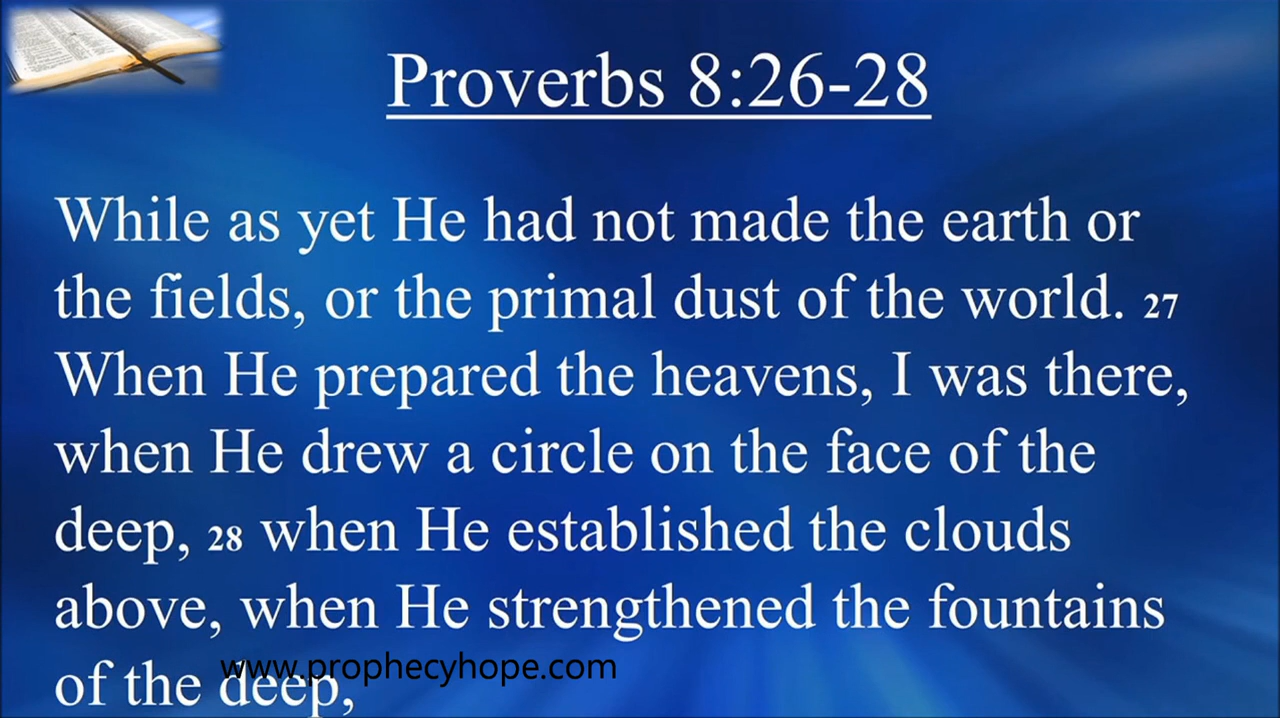 Proverbs 8:26-28
While as yet He had not made the earth or
the fields, or the primal dust of the world. 27
When He prepared the heavens, I was there,
when He drew a circle on the face of the
deep, 28 when He established the clouds
above, when He strengthened the fountains
of the deep,
www.prophecyhope.com